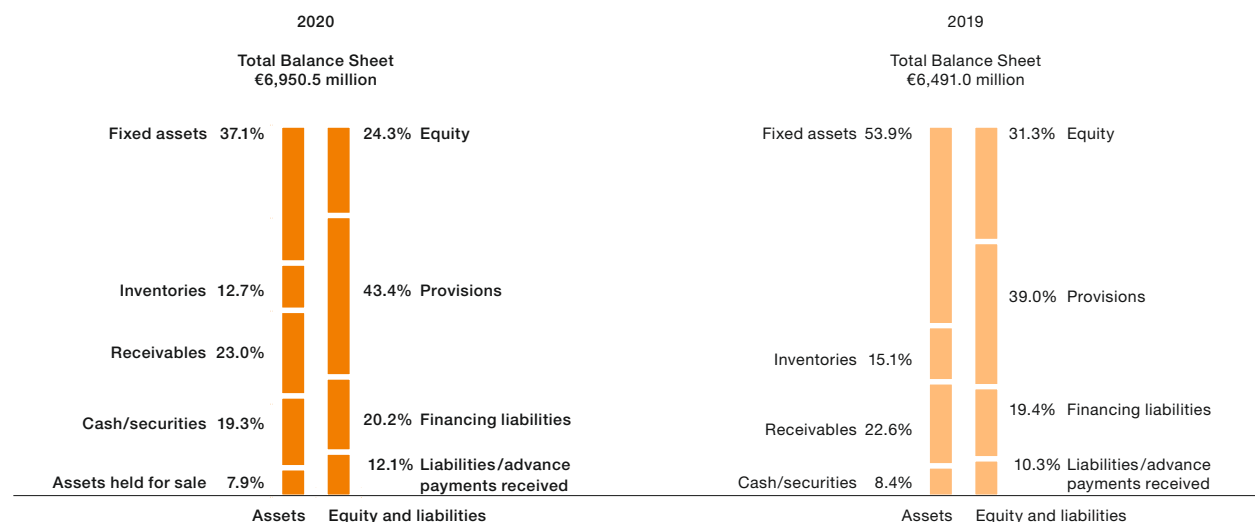 2020
Total Balance Sheet
€6,950.5 million
Fixed assets 37.1%
24.3% Equity
Inventories 12.7%
43.4% Provisions
Receivables 23.0%
Cash/securities 19.3%
20.2% Financing liabilities
12.1% Liabilities/advance
payments received
Assets held for sale 7.9%
Assets Equity and liabilities
2019
Total Balance Sheet
€6,491.0 million
Fixed assets 53.9%
31.3% Equity
39.0% Provisions
Inventories 15.1%
19.4% Financing liabilities
Receivables 22.6%
10.3% Liabilities/advance
payments received
Cash/securities 8.4%
Assets Equity and liabilities